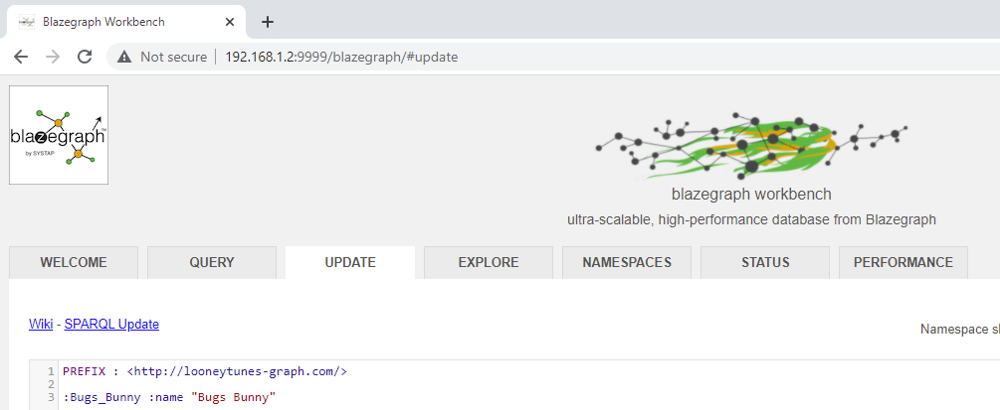 Blazegraph Workbench
Not secure 192.168.1.2:9999/blazegraph/#update
blazegraph™
by SYSTAP
blazegraph workbench
ultra-scalable, high-performance database from Blazegraph
WELCOME QUERY UPDATE EXPLORE NAMESPACES STATUS PERFORMANCE
Wiki - SPARQL Update
Namespace
1 PREFIX : <http://looneytunes-graph.com/>
2
3 :Bugs_Bunny :name "Bugs Bunny"